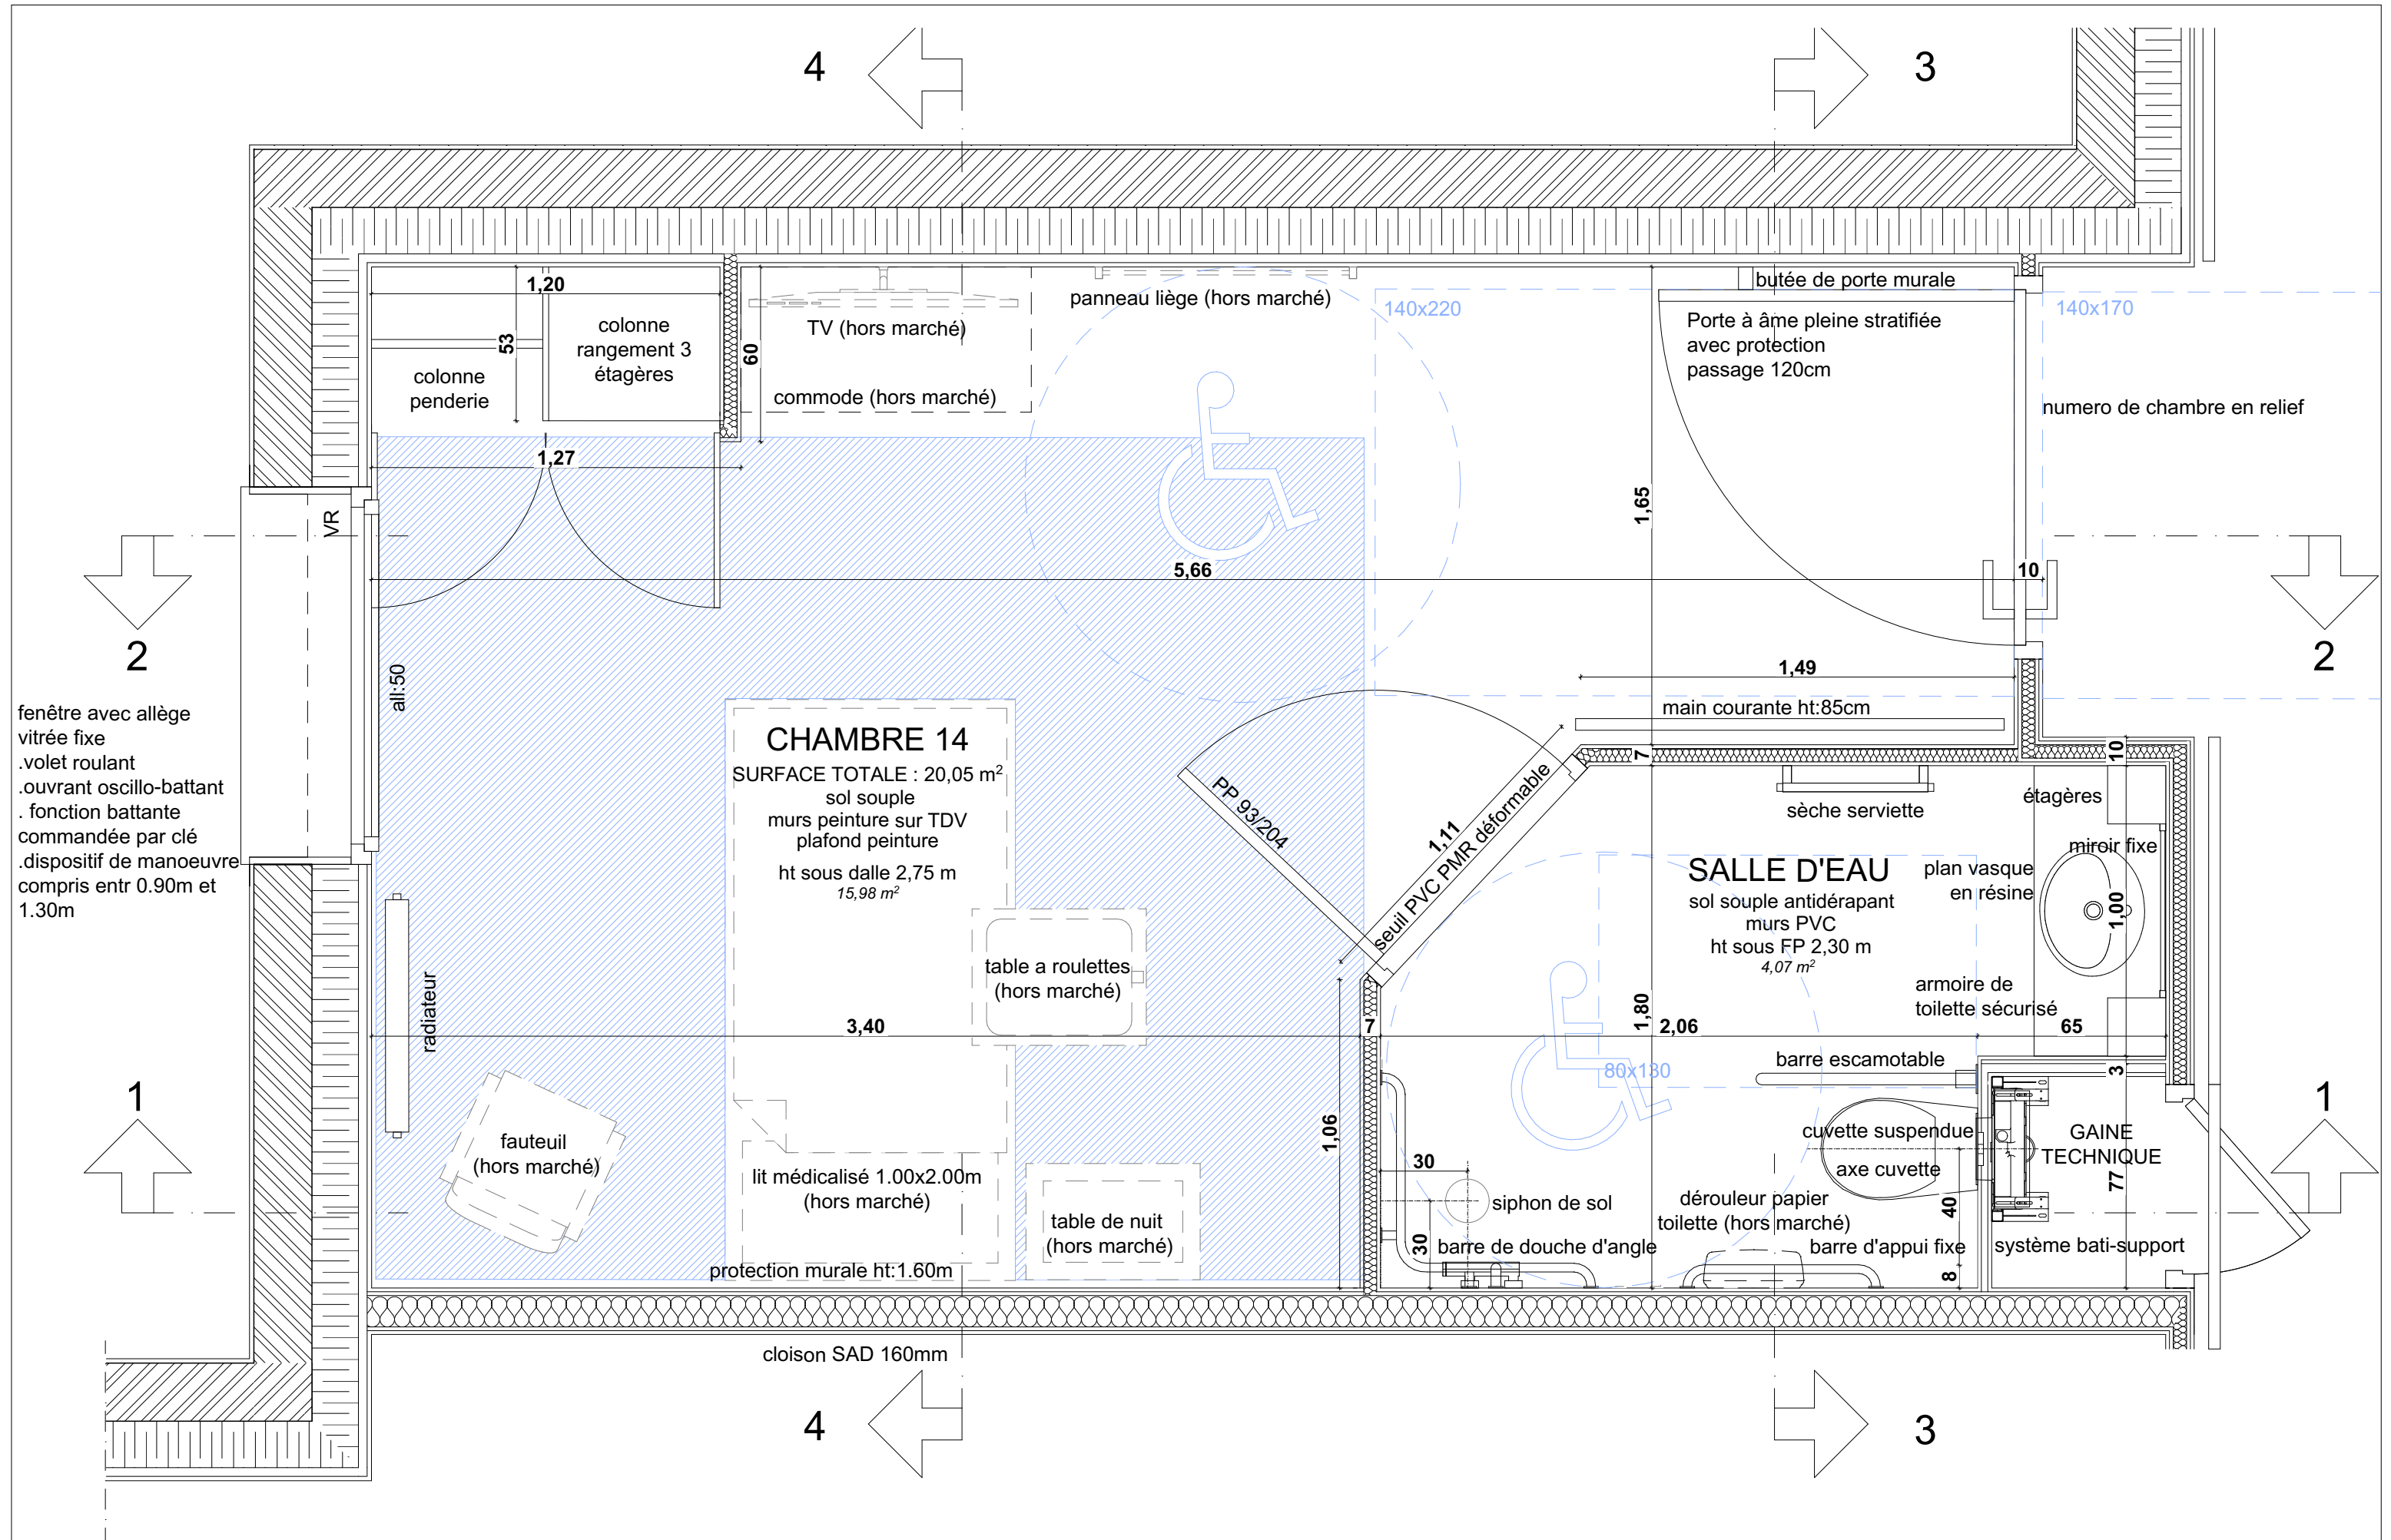 4
3
1,20
53
colonne
penderie
colonne
rangement 3
étagères
60
TV (hors marché)
commode (hors marché)
panneau liège (hors marché)
140x220
butée de porte murale
Porte à âme pleine stratifiée
avec protection
passage 120cm
140x170
numero de chambre en relief
1,27
VR
1,65
5,66
10
2
2
all:50
1,49
main courante ht:85cm
fenêtre avec allège
vitrée fixe
.volet roulant
.ouvrant oscillo-battant
. fonction battante
commandée par clé
.dispositif de manoeuvre
compris entr 0.90m et
1.30m
CHAMBRE 14
SURFACE TOTALE : 20,05 m²
sol souple
murs peinture sur TDV
plafond peinture
ht sous dalle 2,75 m
15,98 m²
PP 93/204
1,11
seuil PVC PMR déformable
7
10
sèche serviette
étagères
miroir fixe
SALLE D'EAU
sol souple antidérapant
murs PVC
ht sous FP 2,30 m
4,07 m²
plan vasque
en résine
1,00
armoire de
toilette sécurisé
table a roulettes
(hors marché)
radiateur
3,40
7
1,80
2,06
65
80x130
barre escamotable
3
1
1
1,06
fauteuil
(hors marché)
lit médicalisé 1.00x2.00m
(hors marché)
table de nuit
(hors marché)
protection murale ht:1.60m
30
30
siphon de sol
barre de douche d'angle
cuvette suspendue
axe cuvette
dérouleur papier
toilette (hors marché)
barre d'appui fixe
40
8
GAINE
TECHNIQUE
77
système bati-support
cloison SAD 160mm
4
3